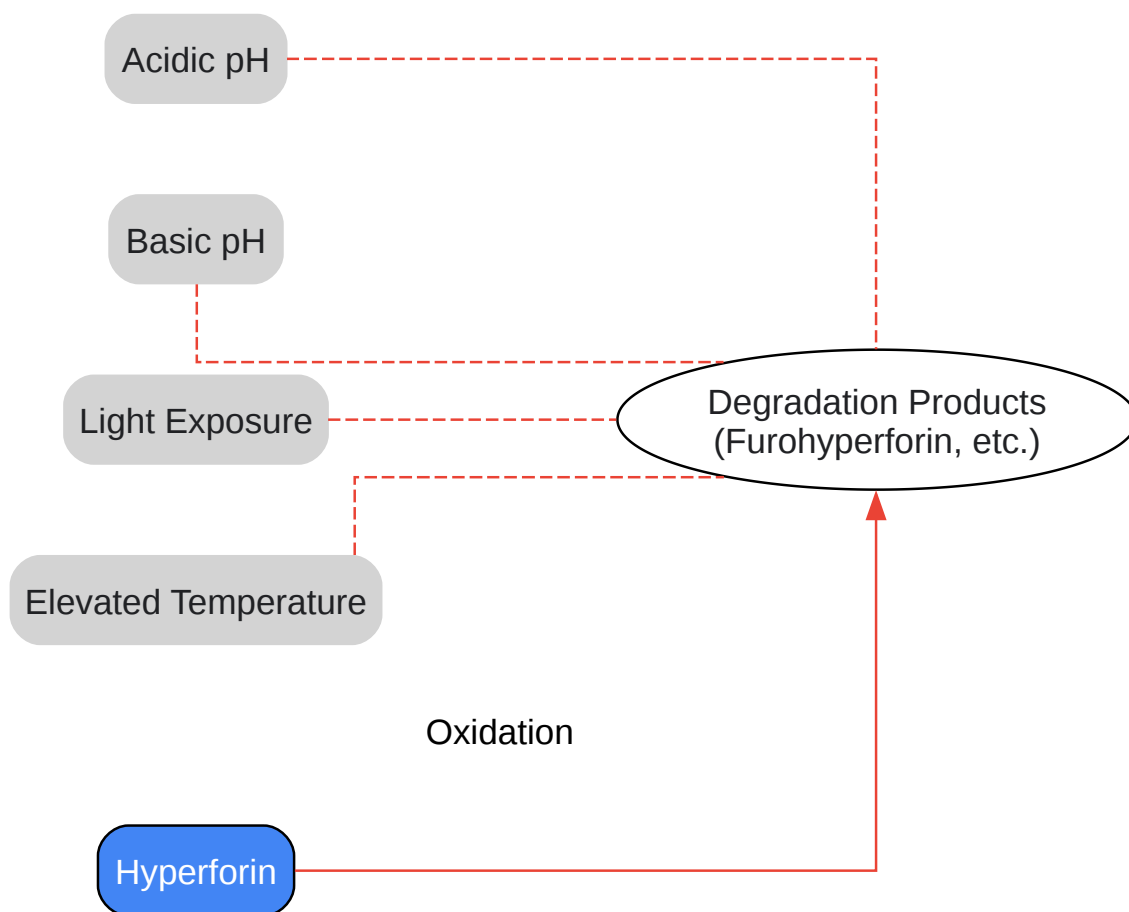 Acidic pH
Basic pH
Light Exposure
Degradation Products
(Furohyperforin, etc.)
Elevated Temperature
Oxidation
Hyperforin